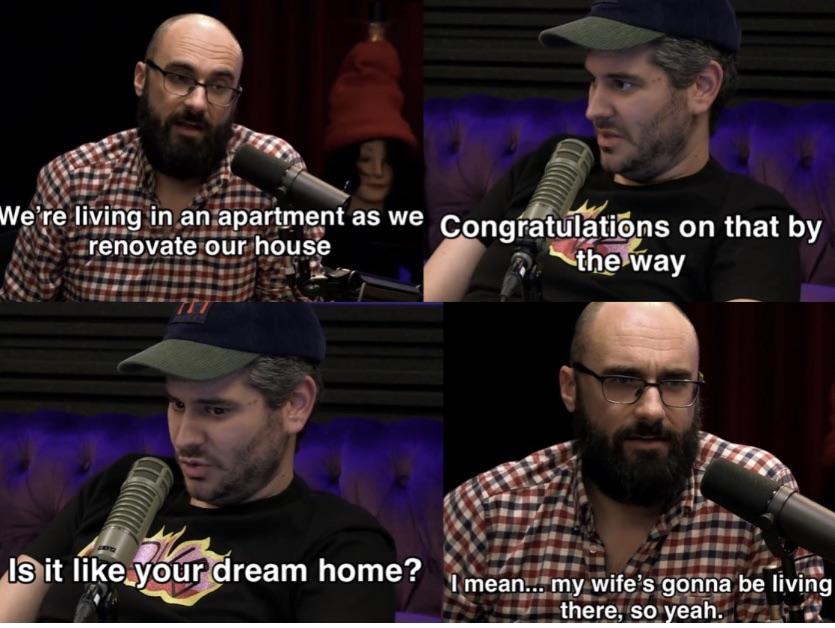 We're living in an apartment as we
renovate our house
Congratulations on that by
the way
Is it like your dream home?
I mean... my wife's gonna be living
there, so yeah.